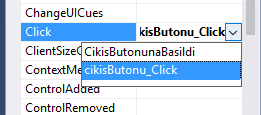 ChangeUICues
Click kisButonu_Click
ClientSizeC
CikisButonunaBasildi
ContextMe
cikisButonu_Click
ControlAdded
ControlRemoved